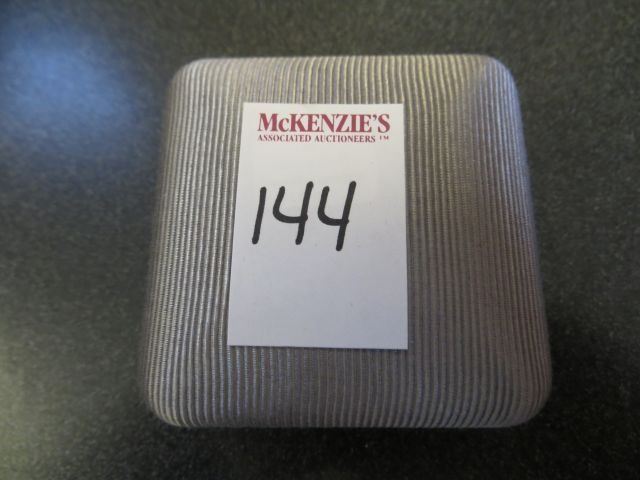 McKENZIE'S
ASSOCIATED AUCTIONEERS ™
144